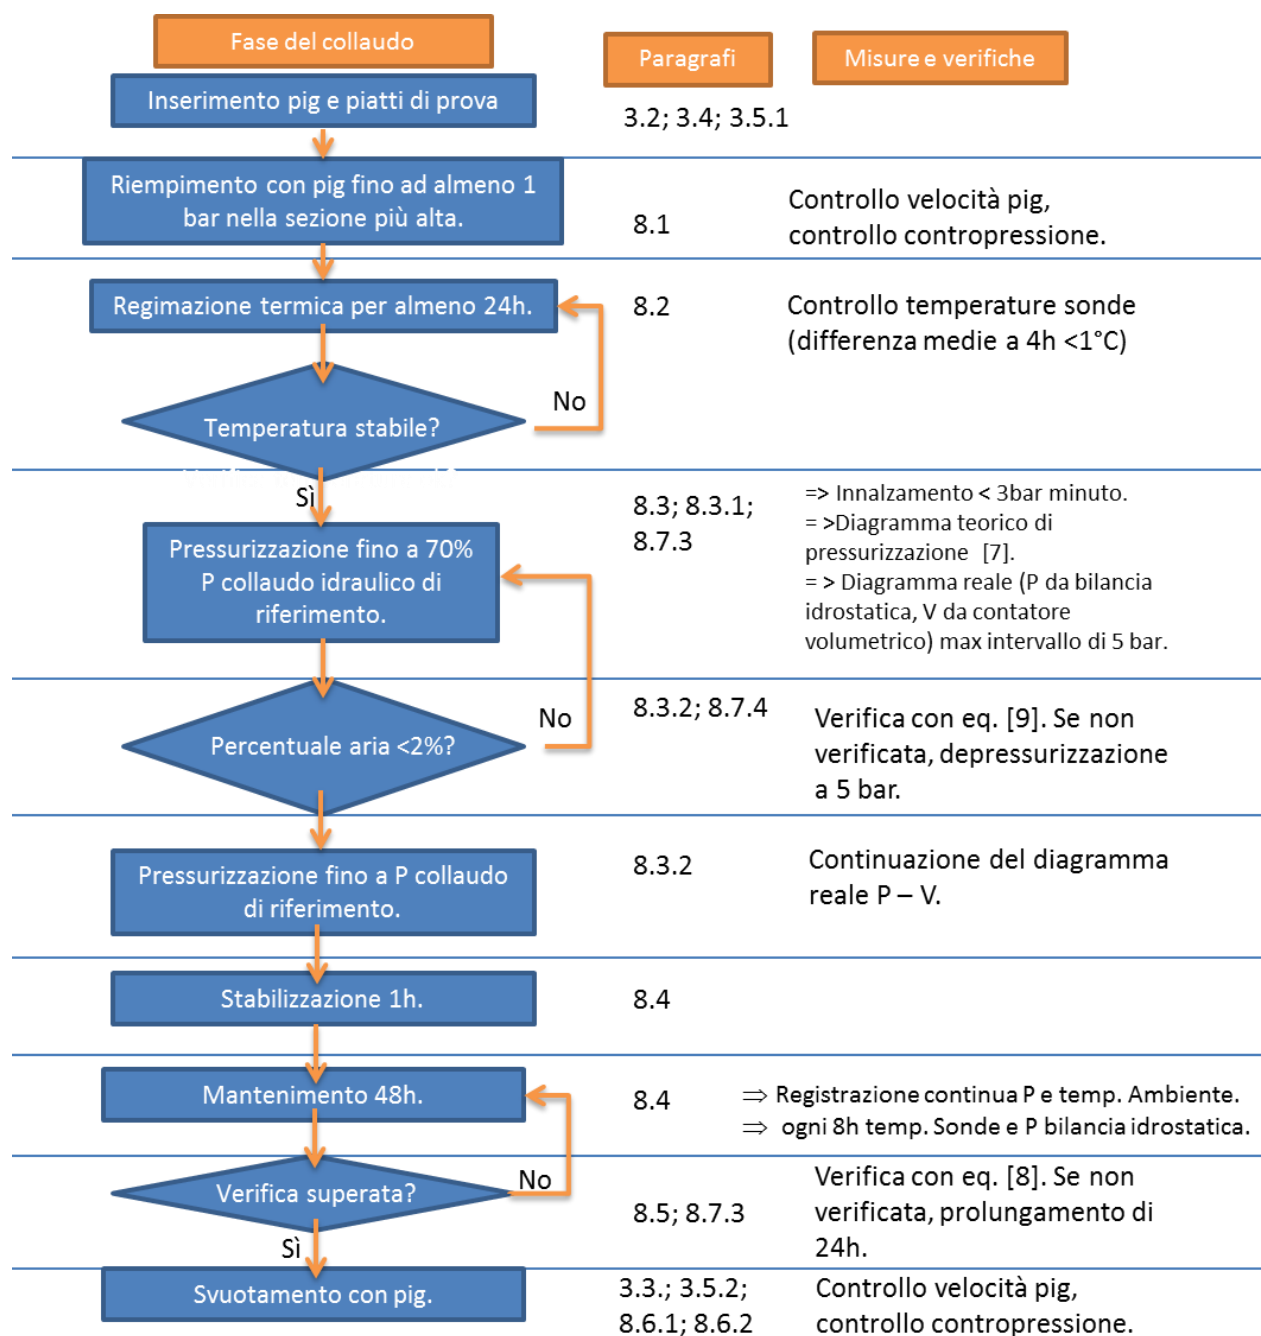 Fase del collaudo
Paragrafi
Misure e verifiche
Inserimento pig e piatti di prova
3.2; 3.4; 3.5.1
Riempimento con pig fino ad almeno 1
bar nella sezione più alta.
8.1
Controllo velocità pig,
controllo contropressione.
Regimazione termica per almeno 24h.
8.2
Controllo temperature sonde
(differenza medie a 4h <1°C)
Temperatura stabile?
No
Sì
Pressurizzazione fino a 70%
P collaudo idraulico di
riferimento.
8.3; 8.3.1;
8.7.3
=> Innalzamento < 3bar minuto.
= >Diagramma teorico di
pressurizzazione [7].
= > Diagramma reale (P da bilancia
idrostatica, V da contatore
volumetrico) max intervallo di 5 bar.
Percentuale aria <2%?
No
8.3.2; 8.7.4
Verifica con eq. [9]. Se non
verificata, depressurizzazione
a 5 bar.
Pressurizzazione fino a P collaudo
di riferimento.
8.3.2
Continuazione del diagramma
reale P – V.
Stabilizzazione 1h.
8.4
Mantenimento 48h.
8.4
⇒ Registrazione continua P e temp. Ambiente.
⇒ ogni 8h temp. Sonde e P bilancia idrostatica.
Verifica superata?
No
Sì
8.5; 8.7.3
Verifica con eq. [8]. Se non
verificata, prolungamento di
24h.
Svuotamento con pig.
3.3.; 3.5.2;
8.6.1; 8.6.2
Controllo velocità pig,
controllo contropressione.